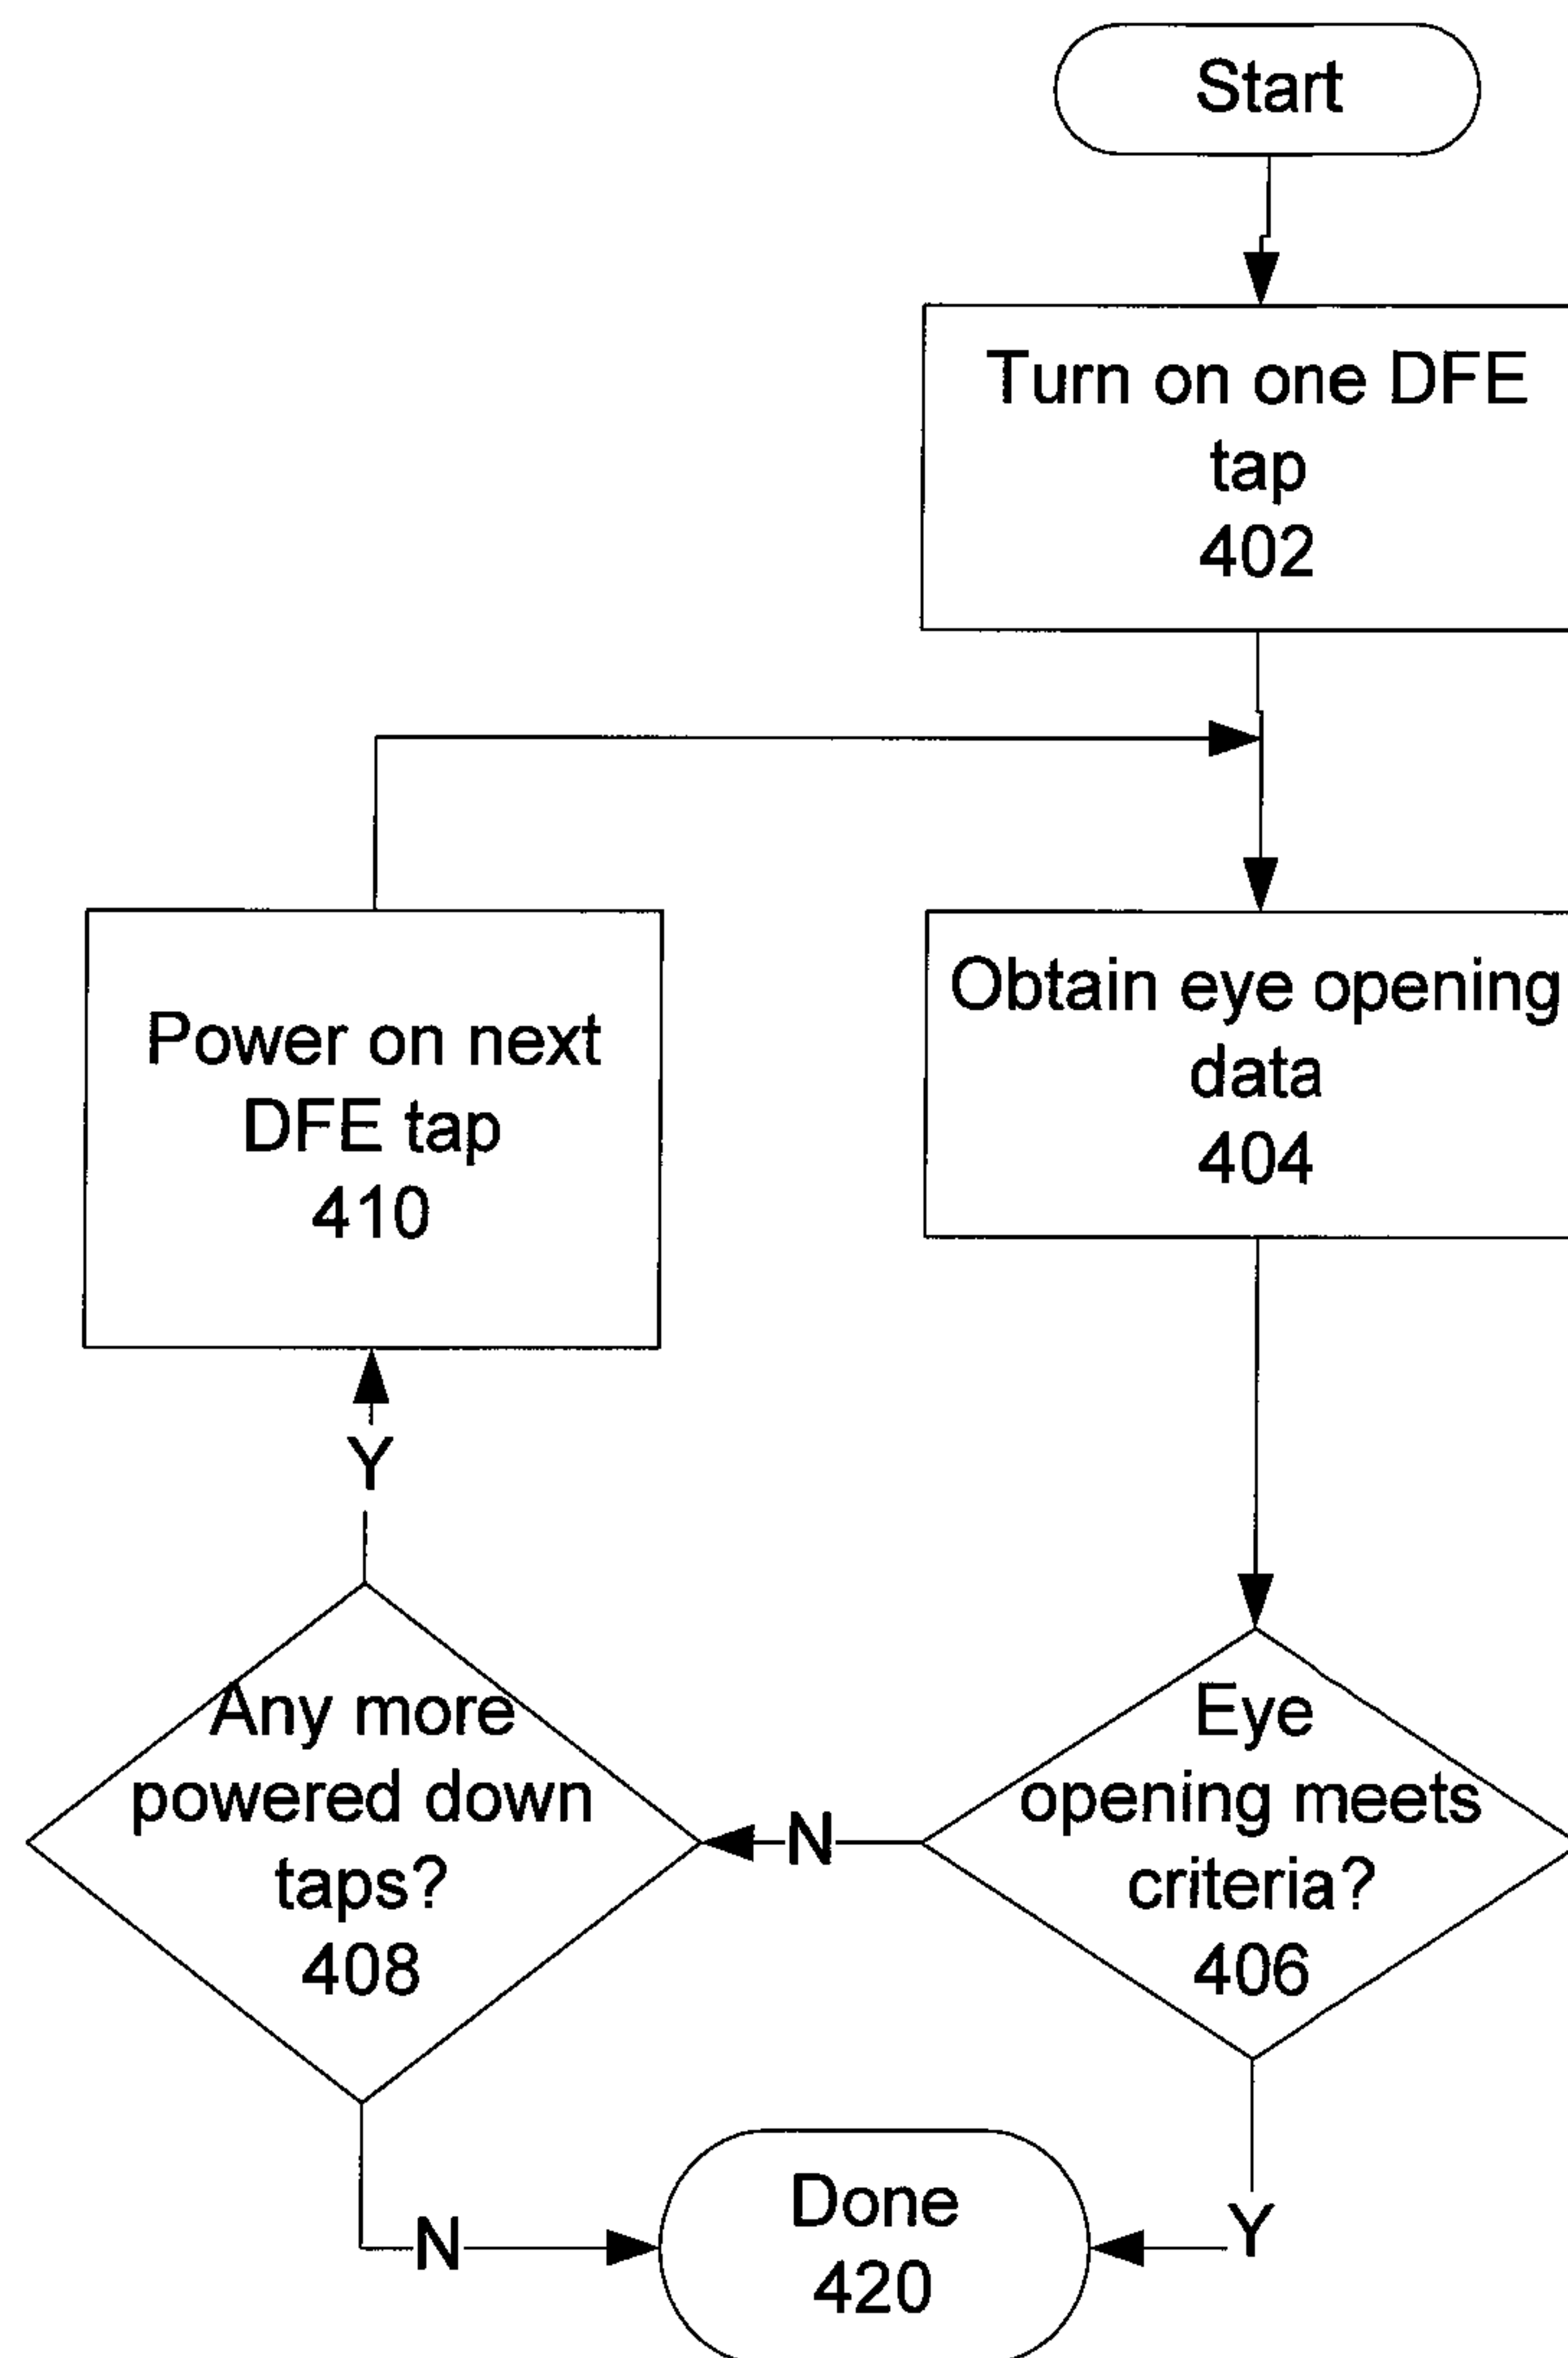 Start
Turn on one DFE
tap
402
Obtain eye opening
data
404
Power on next
DFE tap
410
Y
Any more
powered down
taps?
408
N
Eye
opening meets
criteria?
406
N
Done
420
Y